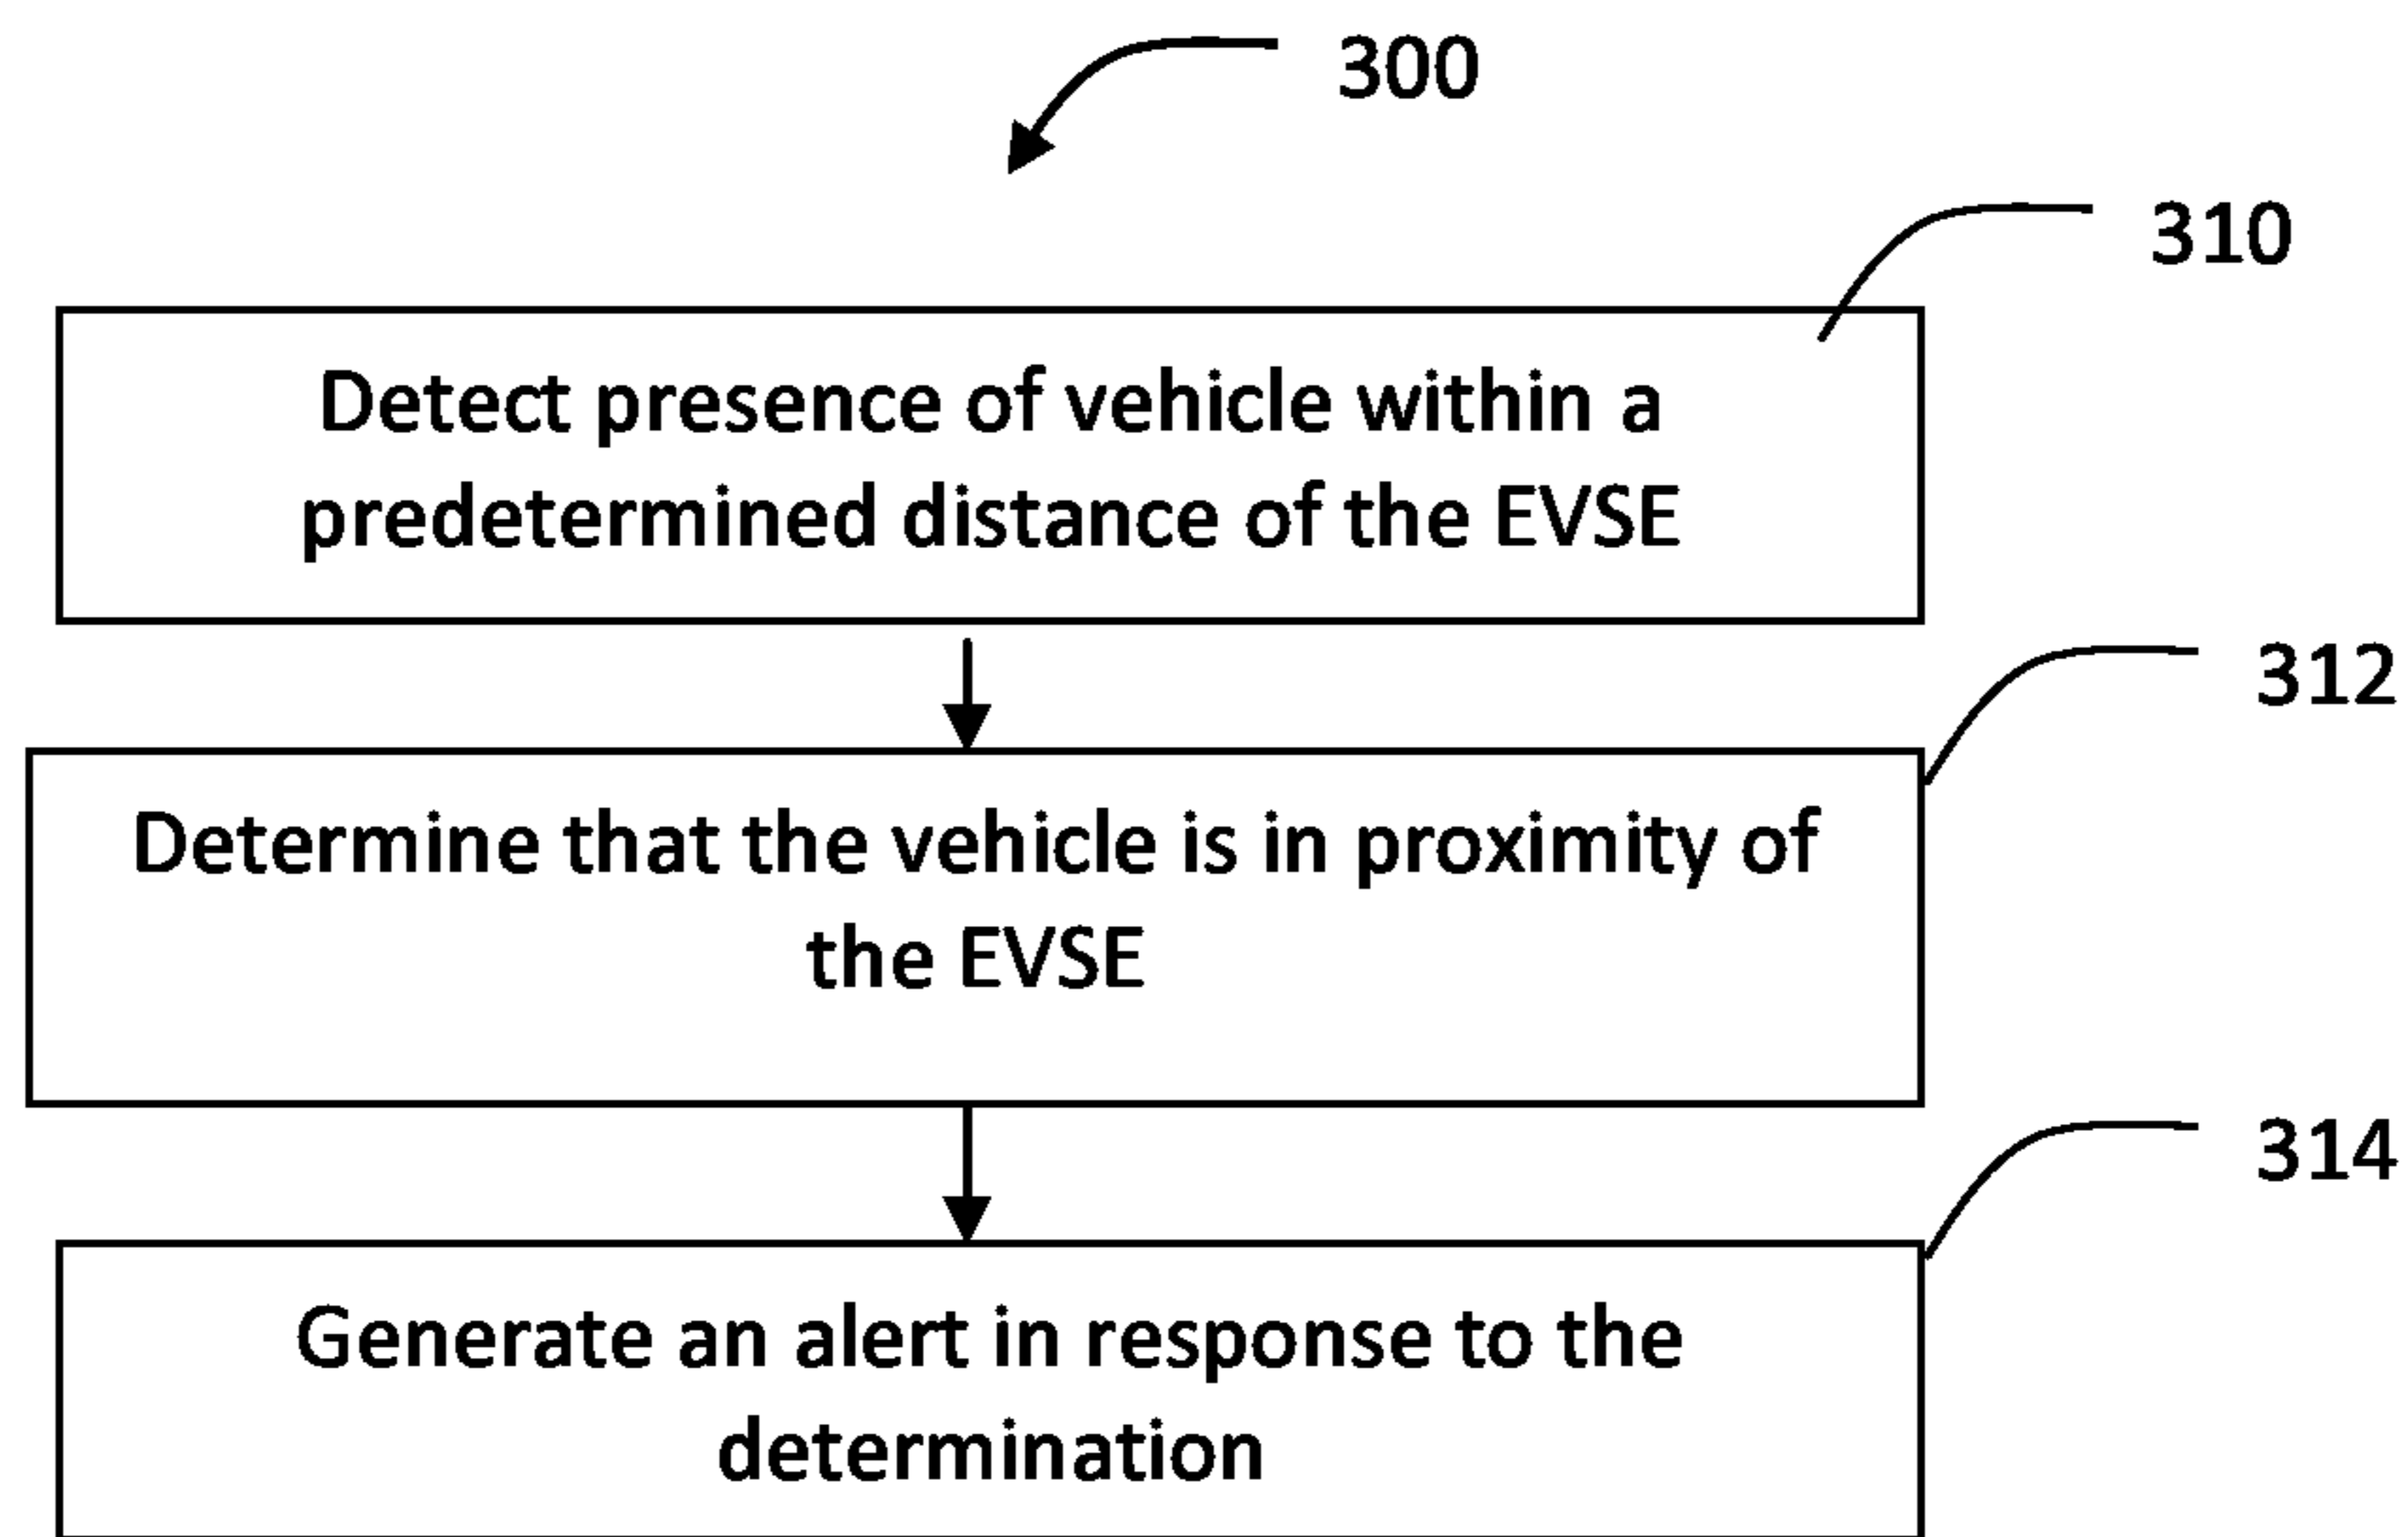 300
310
Detect presence of vehicle within a
predetermined distance of the EVSE
312
Determine that the vehicle is in proximity of
the EVSE
314
Generate an alert in response to the
determination